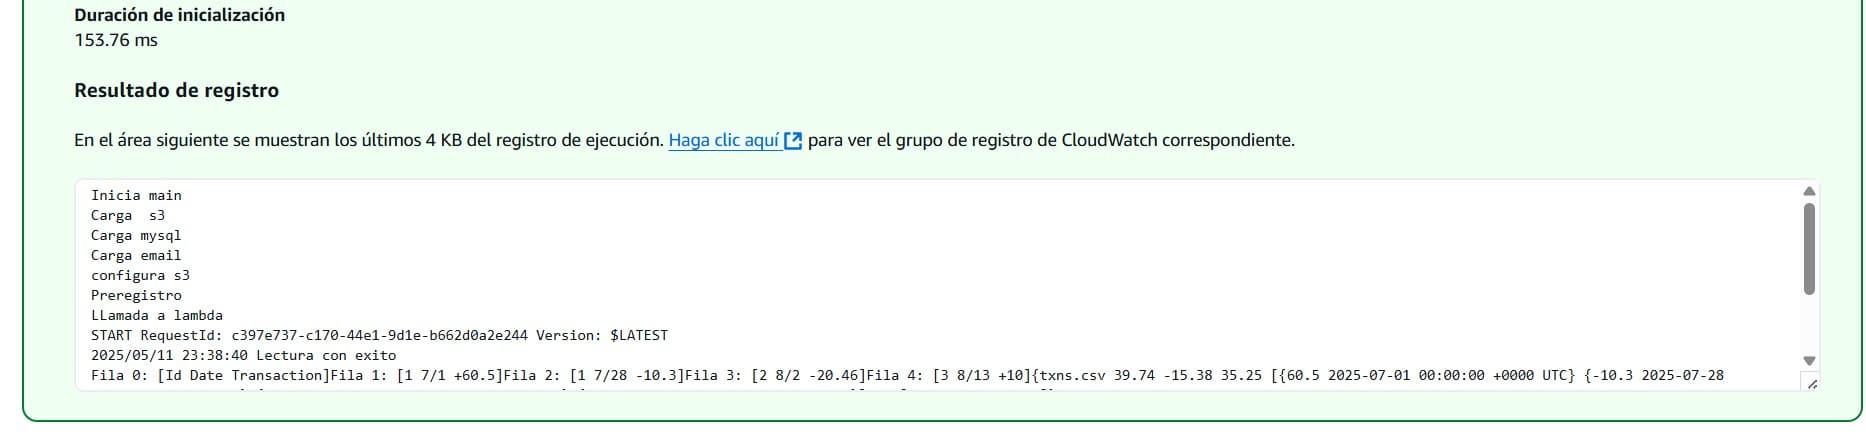 Duración de inicialización
153.76 ms
Resultado de registro
En el área siguiente se muestran los últimos 4 KB del registro de ejecución. Haga clic aquí para ver el grupo de registro de CloudWatch correspondiente.
Inicia main
Carga  s3
Carga mysql
Carga email
configura s3
Preregistro
LLamada a lambda
START RequestId: c397e737-c170-44e1-9d1e-b662d0a2e244 Version: $LATEST
2025/05/11 23:38:40 Lectura con exito
Fila 0: [Id Date Transaction]Fila 1: [1 7/1 +60.5]Fila 2: [1 7/28 -10.3]Fila 3: [2 8/2 -20.46]Fila 4: [3 8/13 +10]{txns.csv 39.74 -15.38 35.25 [{60.5 2025-07-01 00:00:00 +0000 UTC} {-10.3 2025-07-28